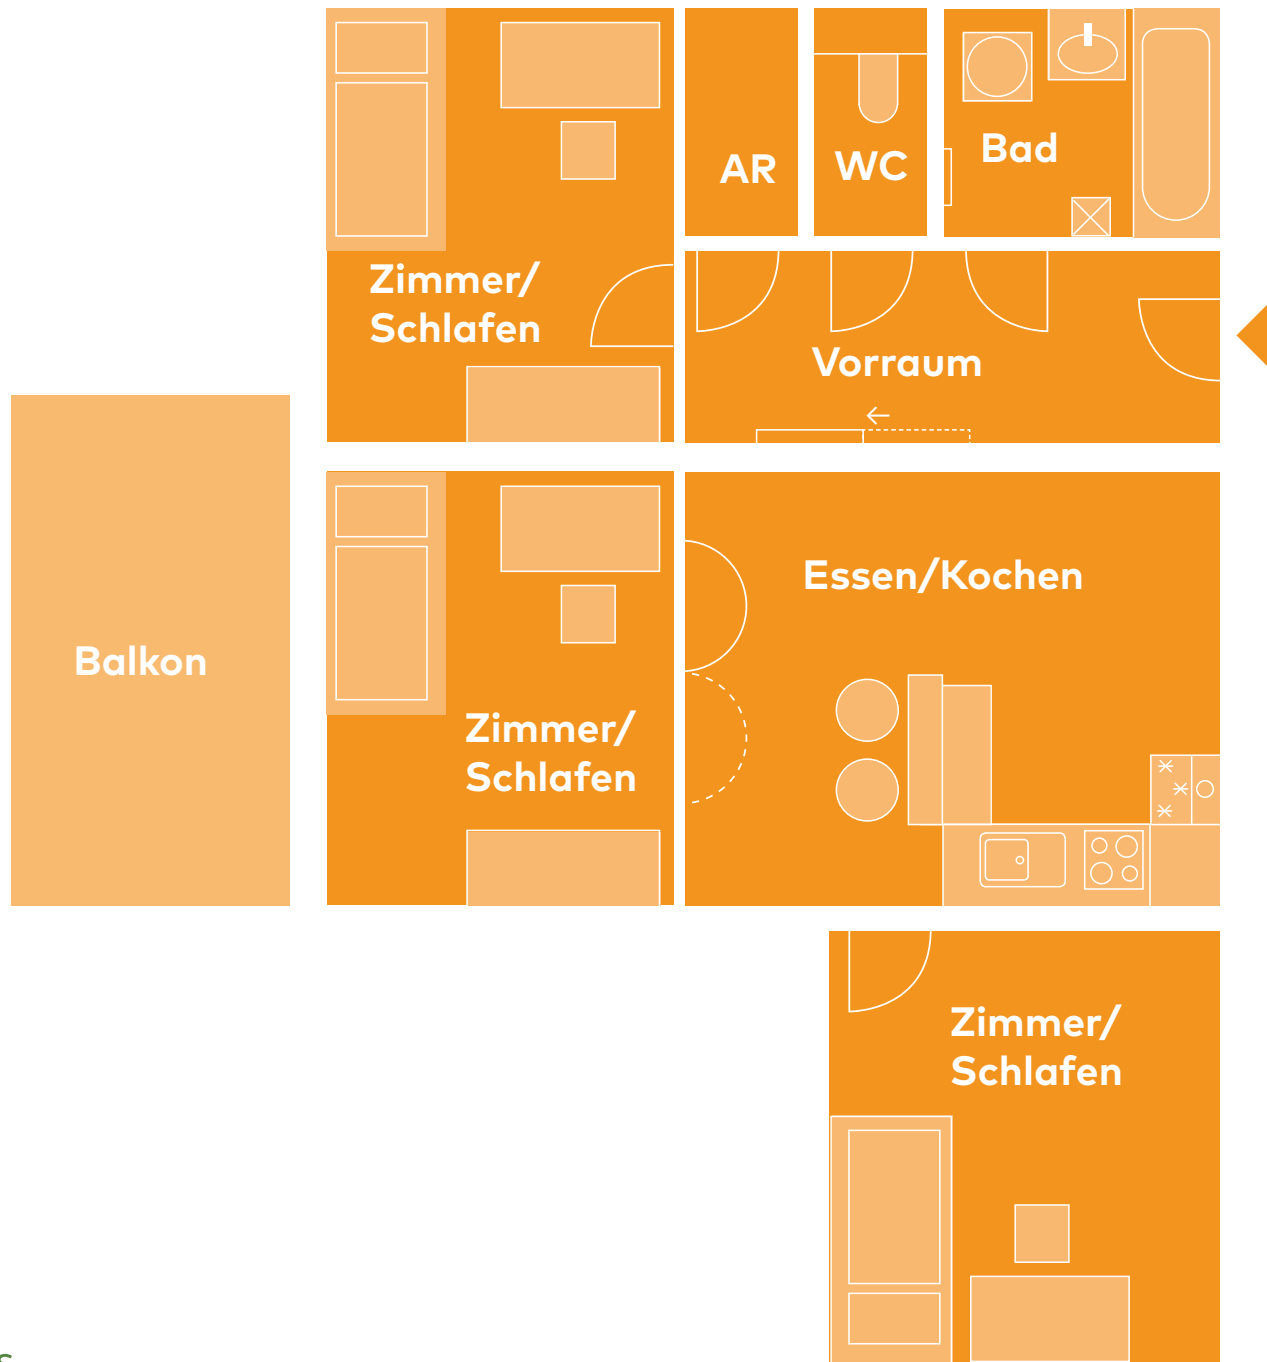 AR
WC
Bad
Zimmer/
Schlafen
Vorraum
Essen/Kochen
Balkon
Zimmer/
Schlafen
Zimmer/
Schlafen